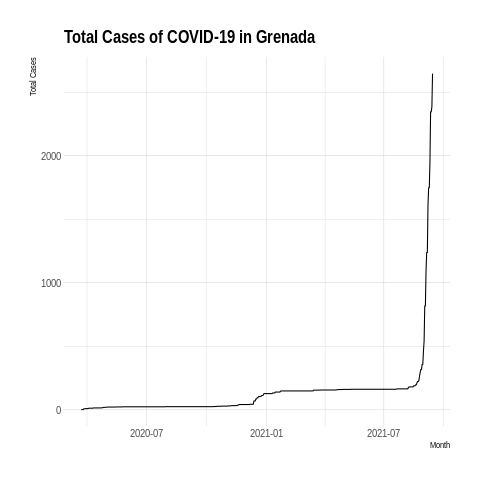 Total Cases of COVID-19 in Grenada
Total Cases
2000
1000
0
2020-07
2021-01
2021-07
Month